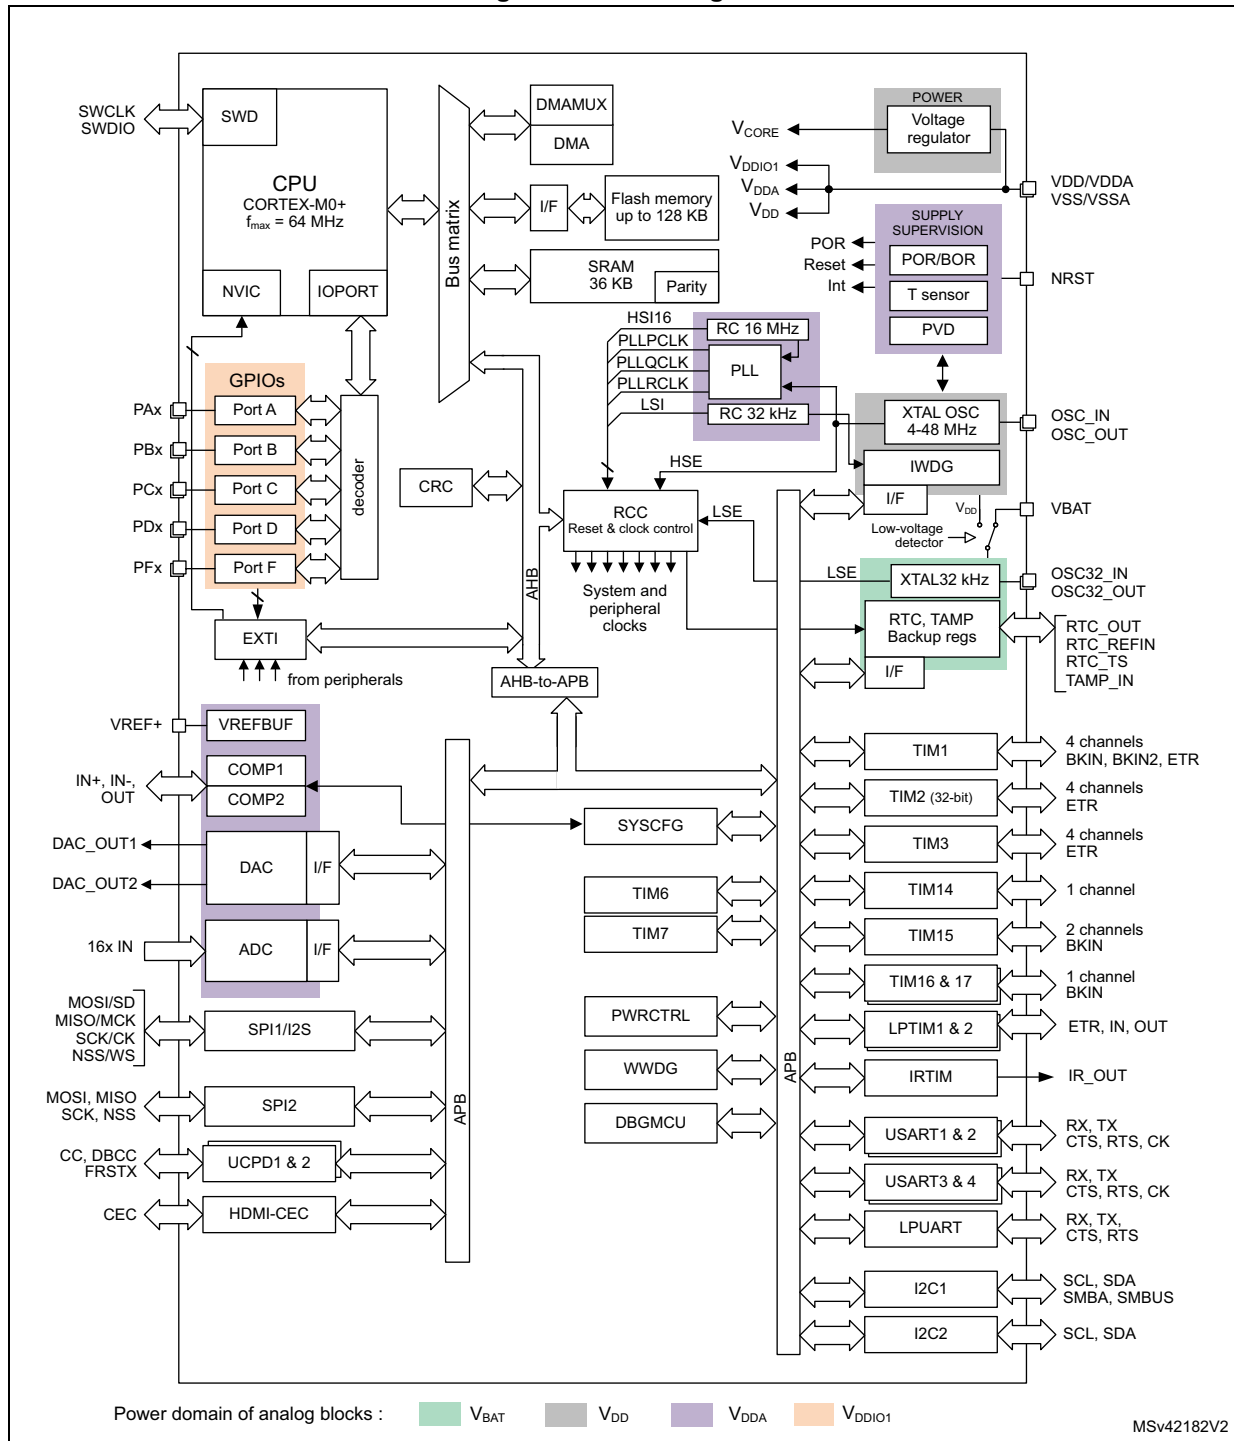 POWER
Voltage
regulator
VCORE
VDDIO1
VDDA
VDD
VDD/VDDA
VSS/VSSA
SWCLK
SWDIO
SWD
CPU
CORTEX-M0+
fmax = 64 MHz
NVIC
IOPORT
Bus matrix
DMAMUX
DMA
I/F
Flash memory
up to 128 KB
SRAM
36 KB
Parity
SUPPLY
SUPERVISION
POR
Reset
Int
POR/BOR
T sensor
PVD
NRST
HSI16
PLLPCLK
PLLQCLK
PLLRCLK
LSI
RC 16 MHz
PLL
RC 32 kHz
GPIOs
PAx
Port A
PBx
Port B
PCx
Port C
PDx
Port D
PFx
Port F
decoder
XTAL OSC
4-48 MHz
IWDG
I/F
OSC_IN
OSC_OUT
HSE
CRC
RCC
Reset & clock control
LSE
System and
peripheral
clocks
AHB
VDD
Low-voltage
detector
VBAT
LSE
XTAL32 kHz
OSC32_IN
OSC32_OUT
RTC, TAMP
Backup regs
I/F
RTC_OUT
RTC_REFIN
RTC_TS
TAMP_IN
EXTI
from peripherals
AHB-to-APB
VREF+
VREFBUF
IN+, IN-,
OUT
COMP1
COMP2
DAC_OUT1
DAC_OUT2
DAC
I/F
16x IN
ADC
I/F
MOSI/SD
MISO/MCK
SCK/CK
NSS/WS
SPI1/I2S
MOSI, MISO
SCK, NSS
SPI2
CC, DBCC
FRSTX
UCPD1 & 2
CEC
HDMI-CEC
APB
SYSCFG
TIM6
TIM7
PWRCTRL
WWDG
DBGMCU
APB
TIM1
4 channels
BKIN, BKIN2, ETR
TIM2 (32-bit)
4 channels
ETR
TIM3
4 channels
ETR
TIM14
1 channel
TIM15
2 channels
BKIN
TIM16 & 17
1 channel
BKIN
LPTIM1 & 2
ETR, IN, OUT
IRTIM
IR_OUT
USART1 & 2
RX, TX
CTS, RTS, CK
USART3 & 4
RX, TX
CTS, RTS, CK
LPUART
RX, TX,
CTS, RTS
I2C1
SCL, SDA
SMBA, SMBUS
I2C2
SCL, SDA
Power domain of analog blocks :
VBAT
VDD
VDDA
VDDIO1
MSv42182V2